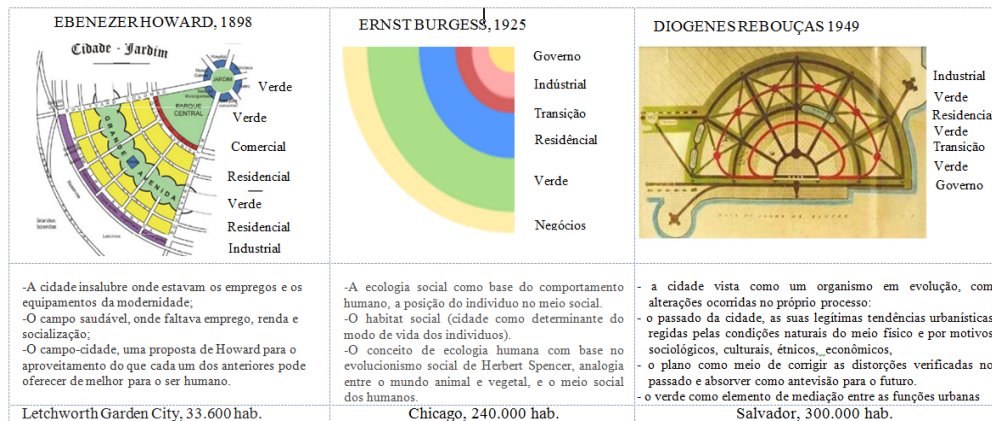 EBENEZER HOWARD, 1898
Cidade - Jardim
JARDIM
PARQUE
CENTRAL
GRANDE AVENIDA
Verde
Verde
Comercial
Residencial
Verde
Residencial
Industrial
-A cidade insalubre onde estavam os empregos e os
equipamentos da modernidade;
-O campo saudável, onde faltava emprego, renda e
socialização;
-O campo-cidade, uma proposta de Howard para o
aproveitamento do que cada um dos anteriores pode
oferecer de melhor para o ser humano.
Letchworth Garden City, 33.600 hab.
ERNST BURGESS, 1925
Governo
Indústrial
Transição
Residêncial
Verde
Negócios
-A ecologia social como base do comportamento
humano, a posição do individuo no meio social.
-O habitat social (cidade como determinante do
modo de vida dos individuos).
-O conceito de ecologia humana com base no
evolucionismo social de Herbert Spencer, analogia
entre o mundo animal e vegetal, e o meio social
dos humanos.
Chicago, 240.000 hab.
DIOGENES REBOUÇAS 1949
Industrial
Verde
Residencial
Verde
Transição
Verde
Governo
- a cidade vista como um organismo em evolução, com
alterações ocorridas no próprio processo:
- o passado da cidade, as suas legítimas tendências urbanísticas
regidas pelas condições naturais do meio físico e por motivos
sociológicos, culturais, étnicos, econômicos,
- o plano como meio de corrigir as distorções verificadas no
passado e absorver como antevisão para o futuro.
- o verde como elemento de mediação entre as funções urbanas
Salvador, 300.000 hab.